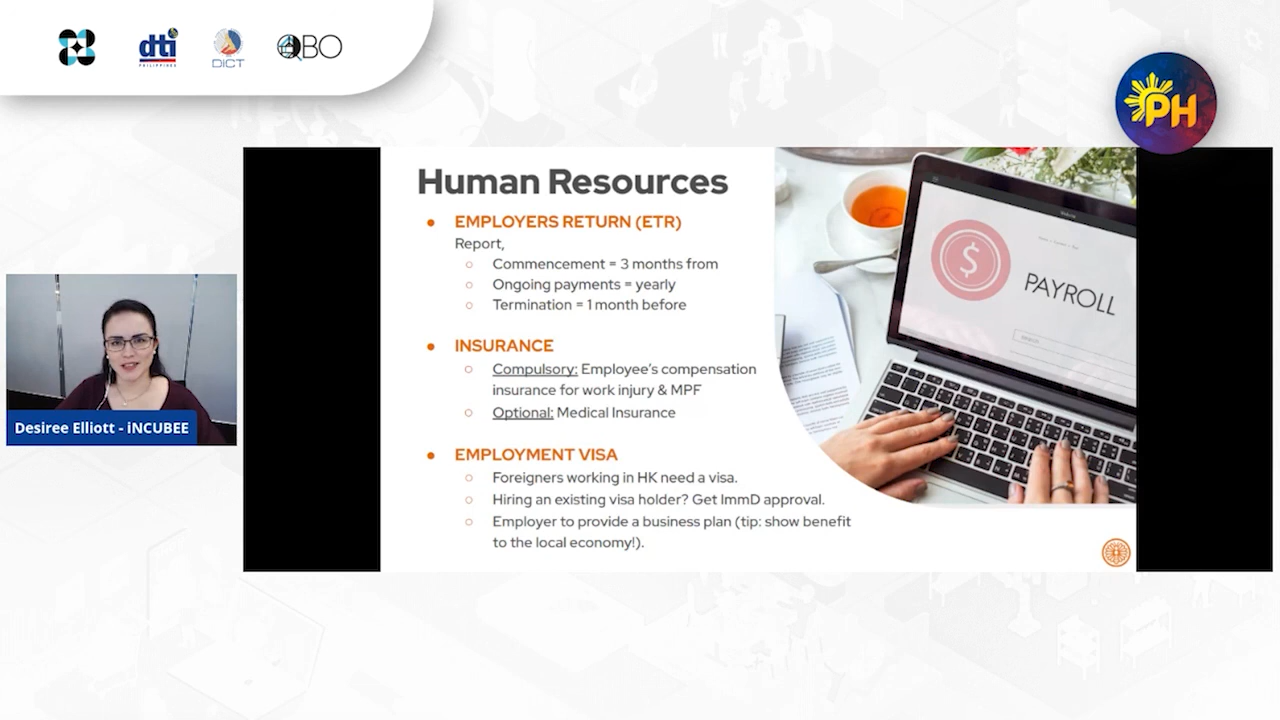 dti
PHILIPPINES
DICT
QBO
PH
Human Resources
● EMPLOYERS RETURN (ETR)
Report,
○ Commencement = 3 months from
○ Ongoing payments = yearly
○ Termination = 1 month before
● INSURANCE
○ Compulsory: Employee's compensation
insurance for work injury & MPF
○ Optional: Medical Insurance
● EMPLOYMENT VISA
○ Foreigners working in HK need a visa.
○ Hiring an existing visa holder? Get ImmD approval.
○ Employer to provide a business plan (tip: show benefit
to the local economy!).
$
PAYROLL
Desiree Elliott - iNCUBEE